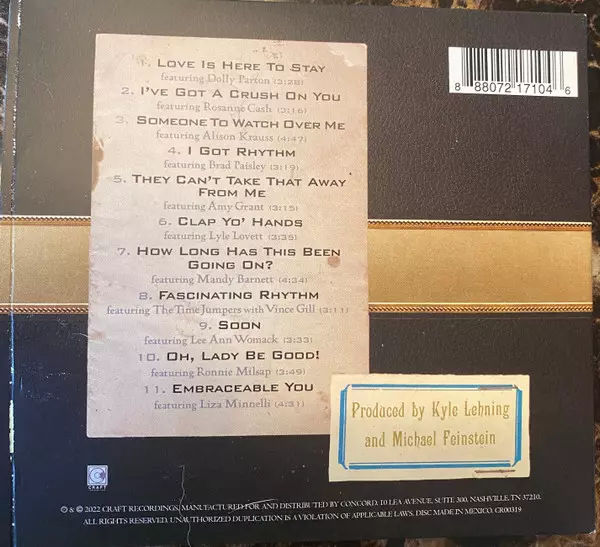 1. LOVE IS HERE TO STAY
featuring Dolly Parton (3:28)
2. I'VE GOT A CRUSH ON YOU
featuring Rosanne Cash (3:16)
3. SOMEONE TO WATCH OVER ME
featuring Alison Krauss (4:47)
4. I GOT RHYTHM
featuring Brad Paisley (3:19)
5. THEY CAN'T TAKE THAT AWAY
FROM ME
featuring Amy Grant (3:15)
6. CLAP YO' HANDS
featuring Lyle Lovett (3:35)
7. HOW LONG HAS THIS BEEN
GOING ON?
featuring Mandy Barnett (4:34)
8. FASCINATING RHYTHM
featuring The Time Jumpers with Vince Gill (3:11)
9. SOON
featuring Lee Ann Womack (3:33)
10. OH, LADY BE GOOD!
featuring Ronnie Milsap (3:49)
11. EMBRACEABLE YOU
featuring Liza Minnelli (4:31)
8 88072 17104 6
Produced by Kyle Lehning
and Michael Feinstein
CRAFT
℗ & © 2022 CRAFT RECORDINGS, MANUFACTURED FOR AND DISTRIBUTED BY CONCORD, 10 LEA AVENUE, SUITE 300, NASHVILLE, TN 37210.
ALL RIGHTS RESERVED. UNAUTHORIZED DUPLICATION IS A VIOLATION OF APPLICABLE LAWS. DISC MADE IN MEXICO. CR00319